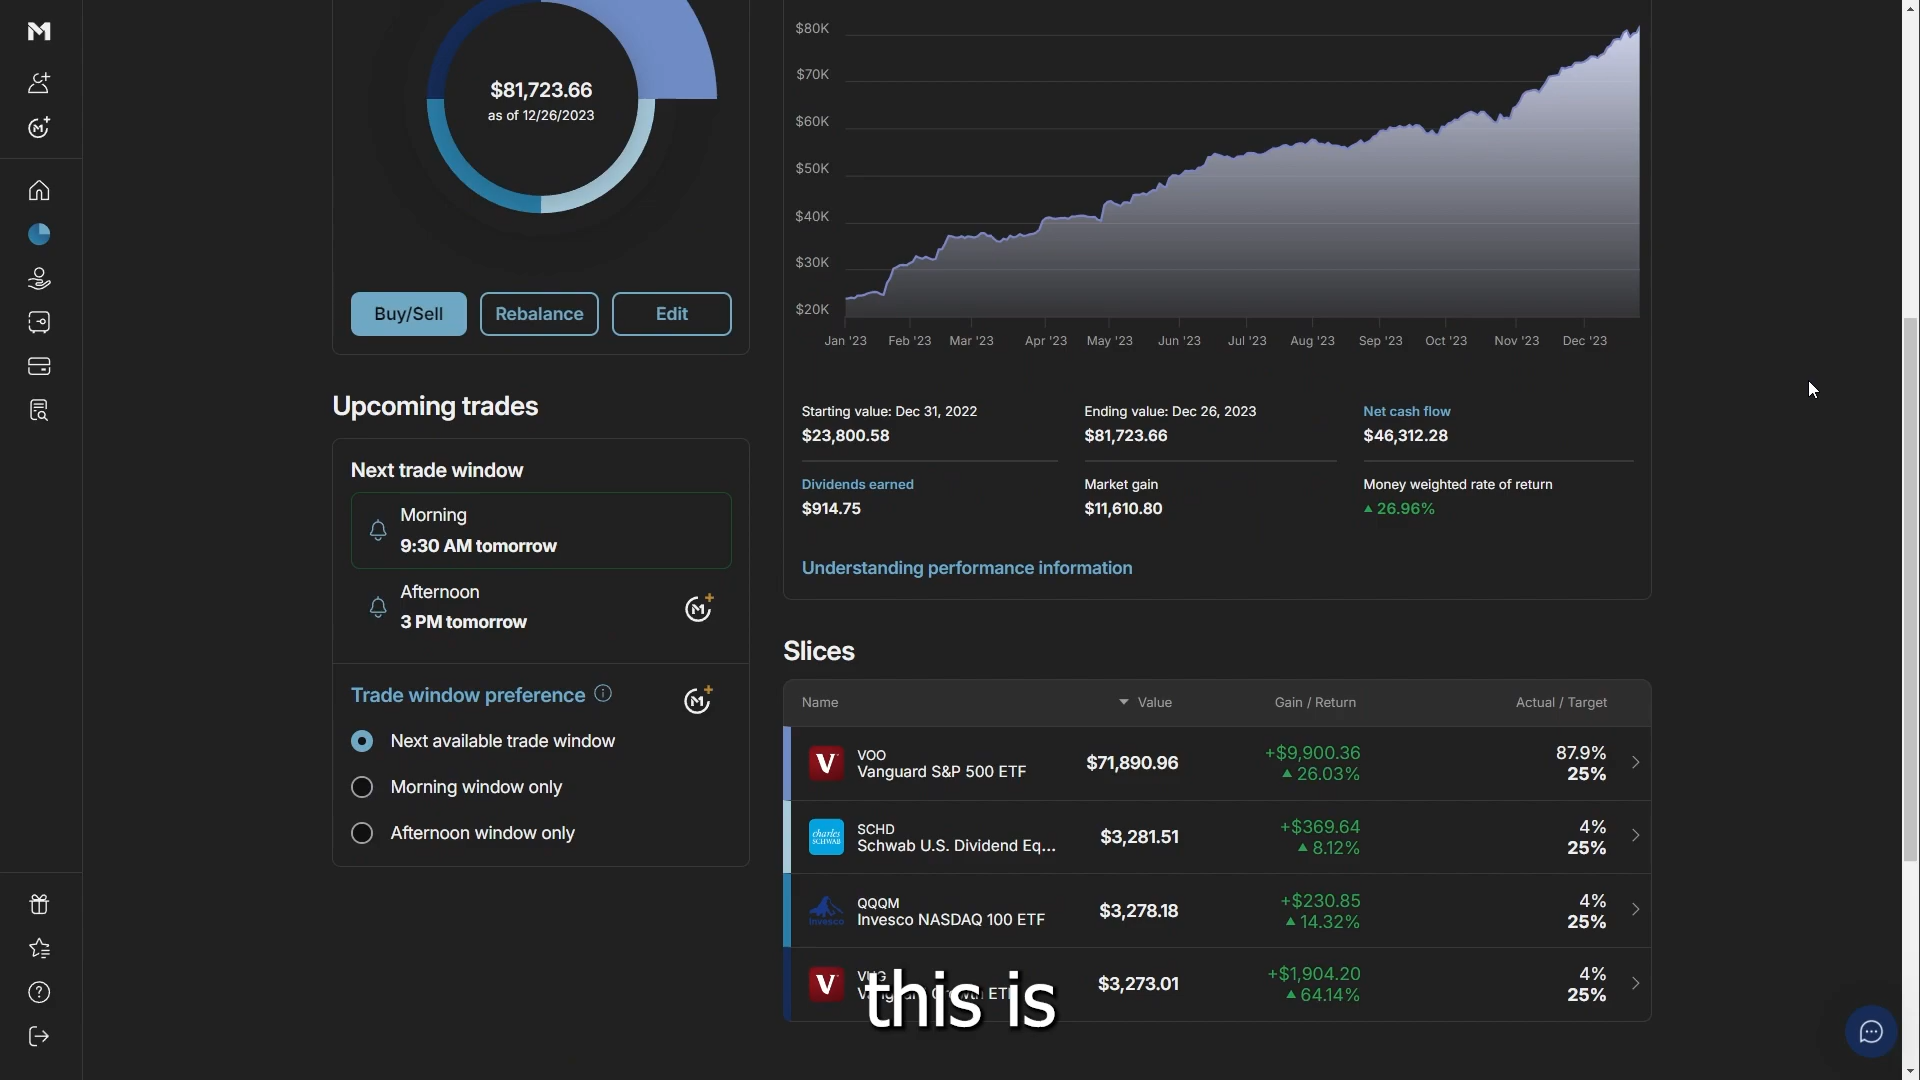 $81,723.66
as of 12/26/2023
Buy/Sell
Rebalance
Edit
Upcoming trades
Next trade window
Morning
9:30 AM tomorrow
Afternoon
3 PM tomorrow
Trade window preference
Next available trade window
Morning window only
Afternoon window only
$80K
$70K
$60K
$50K
$40K
$30K
$20K
Jan '23 Feb '23 Mar '23 Apr '23 May '23 Jun '23 Jul '23 Aug '23 Sep '23 Oct '23 Nov '23 Dec '23
Starting value: Dec 31, 2022 Ending value: Dec 26, 2023 Net cash flow
$23,800.58 $81,723.66 $46,312.28
Dividends earned Market gain Money weighted rate of return
$914.75 $11,610.80 26.96%
Understanding performance information
Slices
Name Value Gain / Return Actual / Target
VOO
Vanguard S&P 500 ETF
$71,890.96
+$9,900.36
26.03%
87.9%
25%
charles
SCHWAB
SCHD
Schwab U.S. Dividend Eq...
$3,281.51
+$369.64
8.12%
4%
25%
Invesco
QQQM
Invesco NASDAQ 100 ETF
$3,278.18
+$230.85
14.32%
4%
25%
$3,273.01
+$1,904.20
64.14%
4%
25%
this is